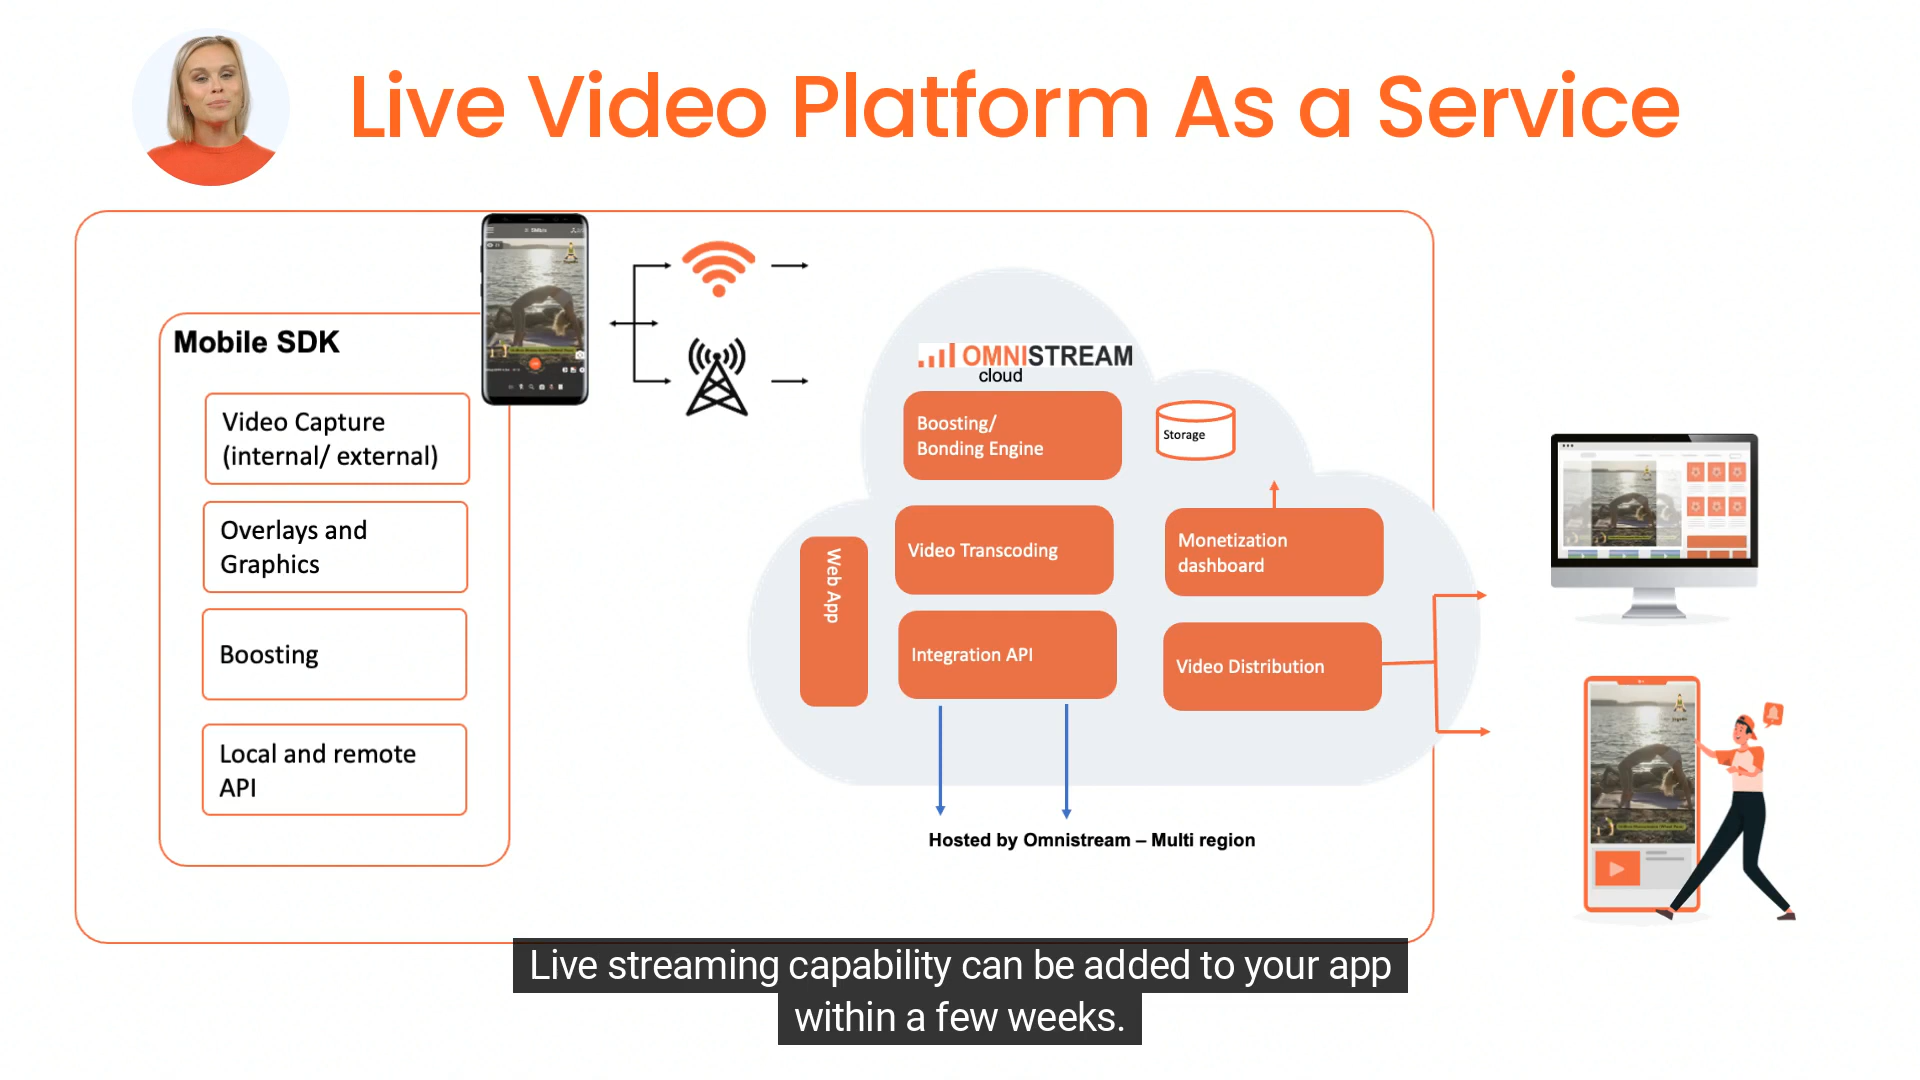 Live Video Platform As a Service
Mobile SDK
Video Capture
(internal/ external)
Overlays and
Graphics
Boosting
Local and remote
API
OMNISTREAM
cloud
Boosting/
Bonding Engine
Storage
Web App
Video Transcoding
Monetization
dashboard
Integration API
Video Distribution
Hosted by Omnistream – Multi region
Live streaming capability can be added to your app
within a few weeks.